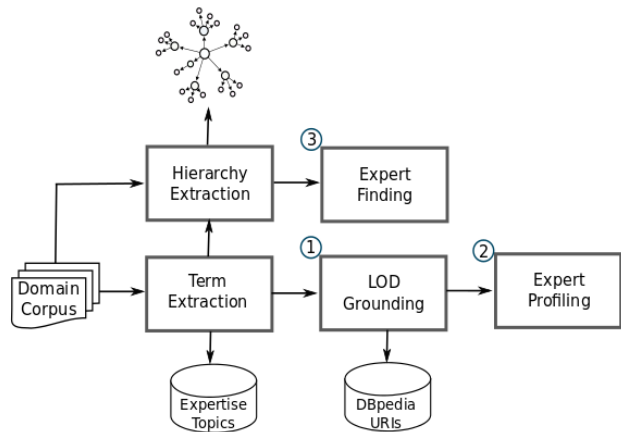 3
Hierarchy
Extraction
Expert
Finding
1
2
Domain
Corpus
Term
Extraction
LOD
Grounding
Expert
Profiling
Expertise
Topics
DBpedia
URIs